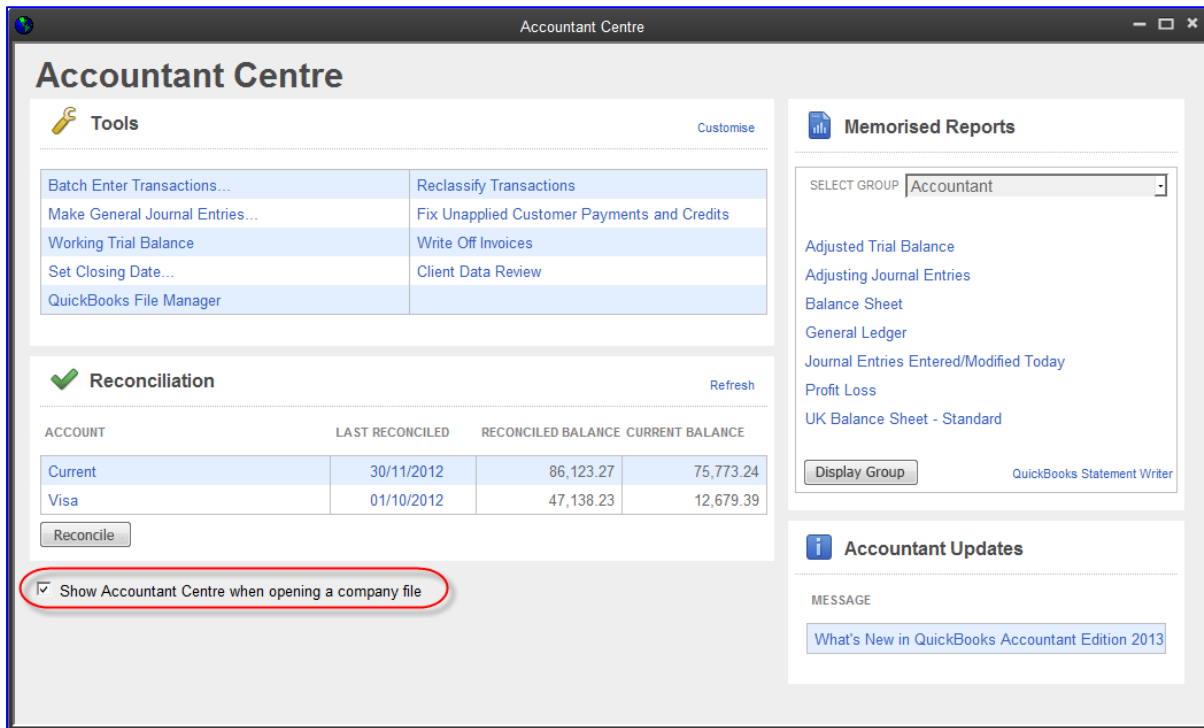 Accountant Centre
Accountant Centre
Tools
Customise
Batch Enter Transactions... Reclassify Transactions
Make General Journal Entries... Fix Unapplied Customer Payments and Credits
Working Trial Balance Write Off Invoices
Set Closing Date... Client Data Review
QuickBooks File Manager
Reconciliation
Refresh
ACCOUNT LAST RECONCILED RECONCILED BALANCE CURRENT BALANCE
Current 30/11/2012 86,123.27 75,773.24
Visa 01/10/2012 47,138.23 12,679.39
Reconcile
Show Accountant Centre when opening a company file
Memorised Reports
SELECT GROUP Accountant
Adjusted Trial Balance
Adjusting Journal Entries
Balance Sheet
General Ledger
Journal Entries Entered/Modified Today
Profit Loss
UK Balance Sheet - Standard
Display Group QuickBooks Statement Writer
Accountant Updates
MESSAGE
What's New in QuickBooks Accountant Edition 2013